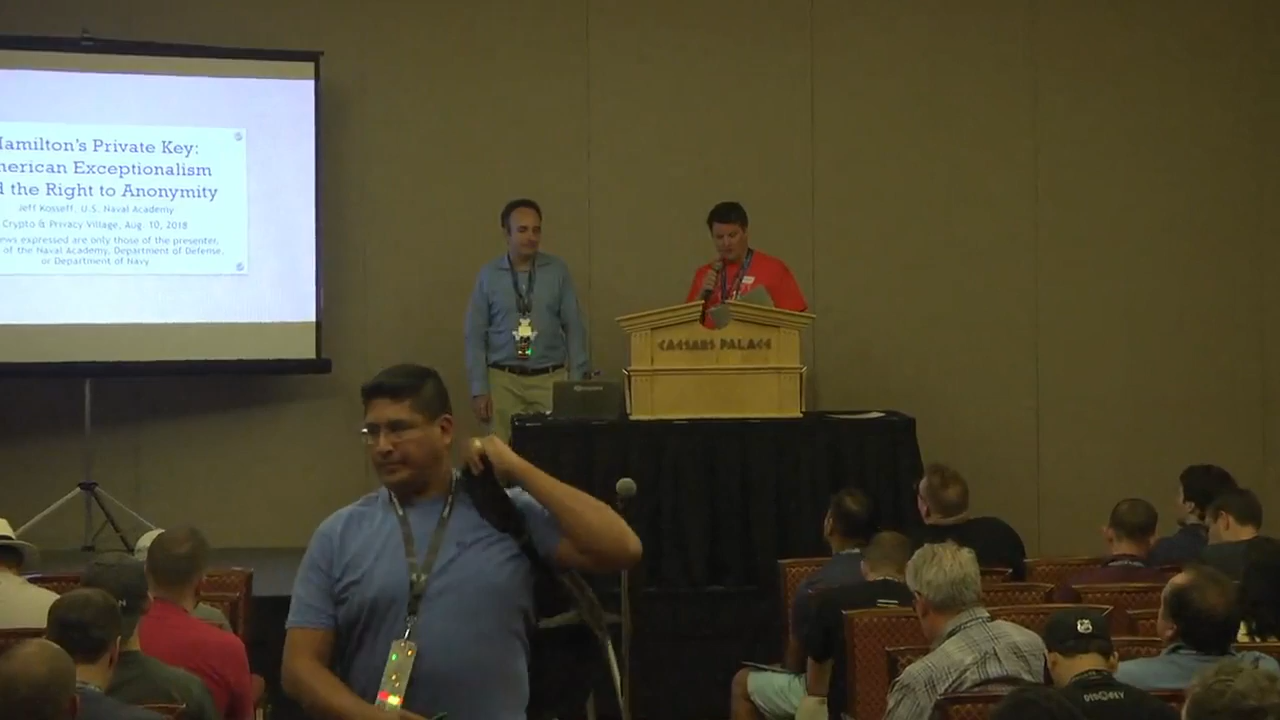 Hamilton's Private Key:
American Exceptionalism
the Right to Anonymity
Jeff Kosseff, U.S. Naval Academy
Crypto & Privacy Village, Aug. 10, 2018
expressed are only those of the presenter,
of the Naval Academy, Department of Defense,
or Department of Navy
CAESARS PALACE